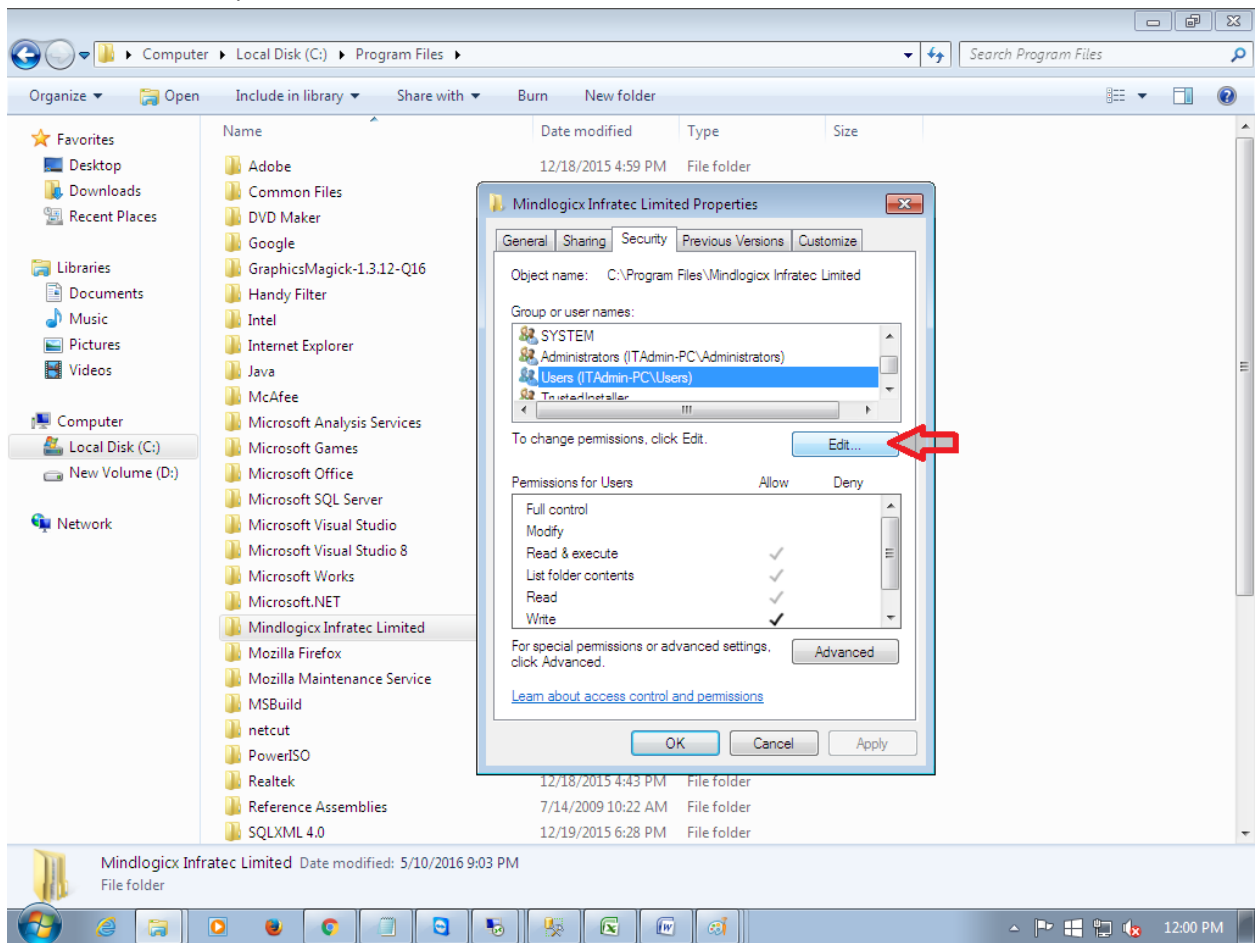 Computer ▸ Local Disk (C:) ▸ Program Files ▸
Search Program Files
Organize Open Include in library Share with Burn New folder
Favorites
Desktop
Downloads
Recent Places
Libraries
Documents
Music
Pictures
Videos
Computer
Local Disk (C:)
New Volume (D:)
Network
Name Date modified Type Size
Adobe 12/18/2015 4:59 PM File folder
Common Files
DVD Maker
Google
GraphicsMagick-1.3.12-Q16
Handy Filter
Intel
Internet Explorer
Java
McAfee
Microsoft Analysis Services
Microsoft Games
Microsoft Office
Microsoft SQL Server
Microsoft Visual Studio
Microsoft Visual Studio 8
Microsoft Works
Microsoft.NET
Mindlogicx Infratec Limited
Mozilla Firefox
Mozilla Maintenance Service
MSBuild
netcut
PowerISO
Realtek 12/18/2015 4:43 PM File folder
Reference Assemblies 7/14/2009 10:22 AM File folder
SQLXML 4.0 12/19/2015 6:28 PM File folder
Mindlogicx Infratec Limited Properties
General Sharing Security Previous Versions Customize
Object name: C:\Program Files\Mindlogicx Infratec Limited
Group or user names:
SYSTEM
Administrators (ITAdmin-PC\Administrators)
Users (ITAdmin-PC\Users)
TrustedInstaller
To change permissions, click Edit. Edit...
Permissions for Users Allow Deny
Full control
Modify
Read & execute
List folder contents
Read
Write
For special permissions or advanced settings,
click Advanced. Advanced
Learn about access control and permissions
OK Cancel Apply
Mindlogicx Infratec Limited Date modified: 5/10/2016 9:03 PM
File folder
12:00 PM